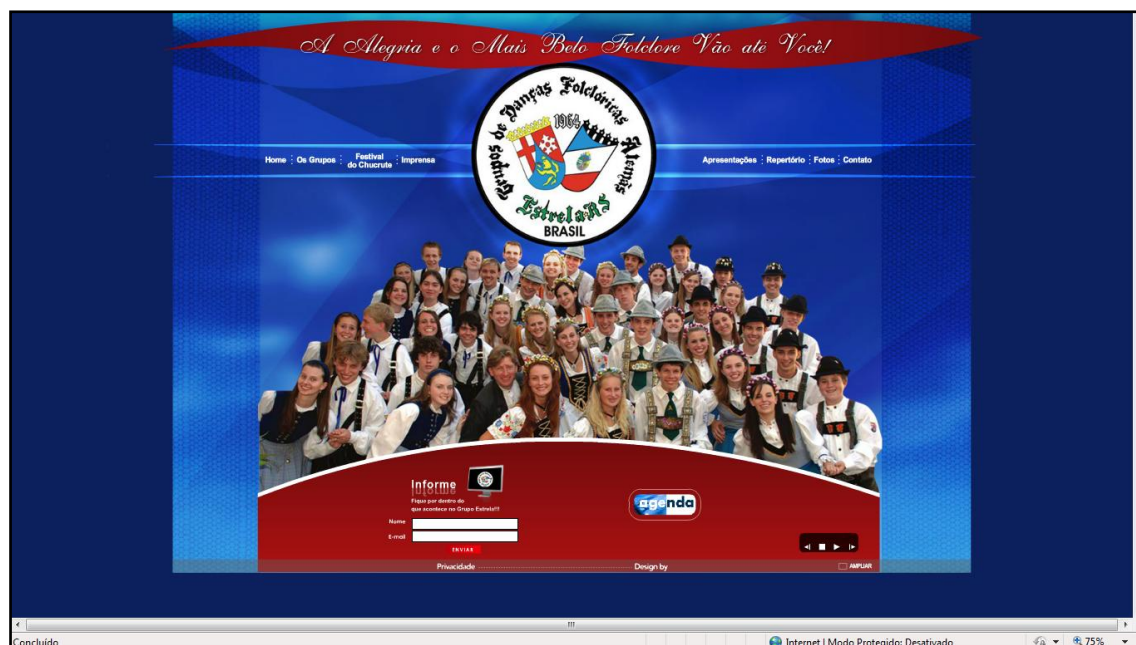 A Alegria e o Mais Belo Folclore Vão até Você!
Grupos de Danças Folclóricas Alemãs
1964
Estrela RS
BRASIL
Home
Os Grupos
Festival
do Chucrute
Imprensa
Apresentações
Repertório
Fotos
Contato
Informe
Fique por dentro do
que acontece no Grupo Estrela!!!
Nome
E-mail
ENVIAR
agenda
Privacidade
Design by
AMPLIAR
Concluído
Internet | Modo Protegido: Desativado
75%